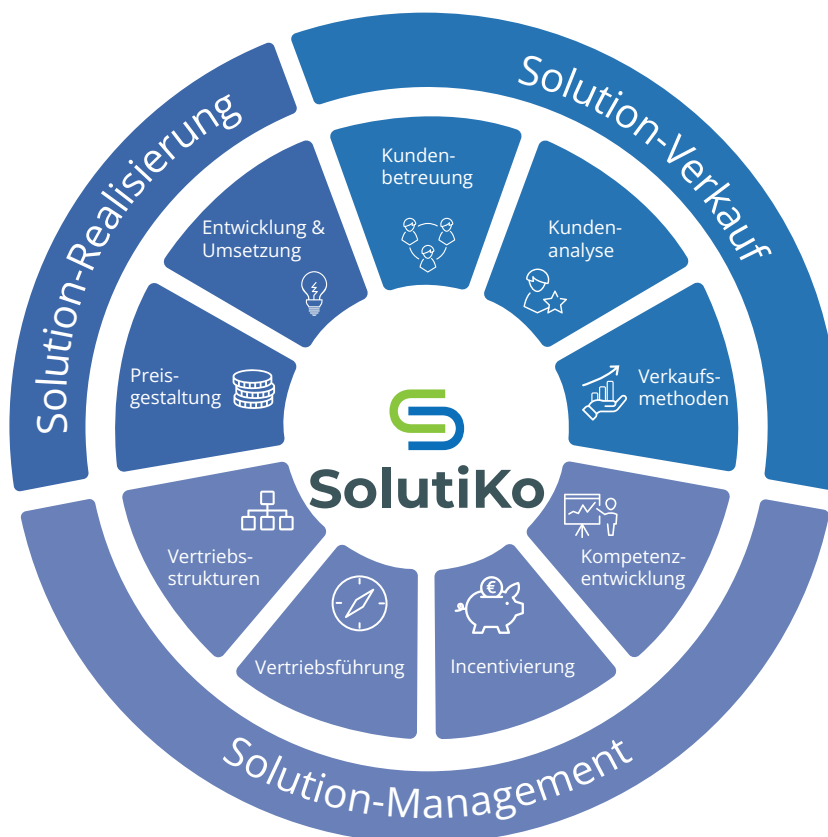 Solution-Realisierung
Solution-Verkauf
Kunden-
betreuung
Entwicklung &
Umsetzung
Kunden-
analyse
Preis-
gestaltung
Verkaufs-
methoden
SolutiKo
Vertriebs-
strukturen
Kompetenz-
entwicklung
€
Vertriebsführung
Incentivierung
Solution-Management